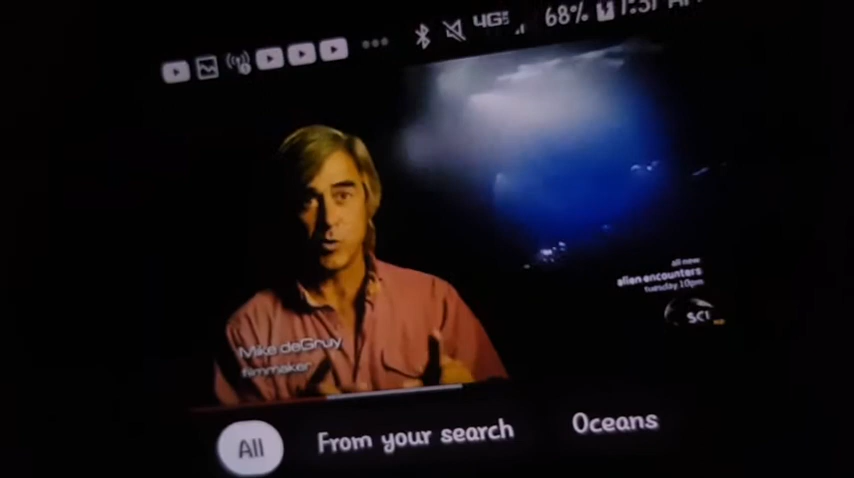 4G
68%
all new
alien encounters
tuesday 10pm
SCI
Mike deGruy
filmmaker
All
From your search
Oceans